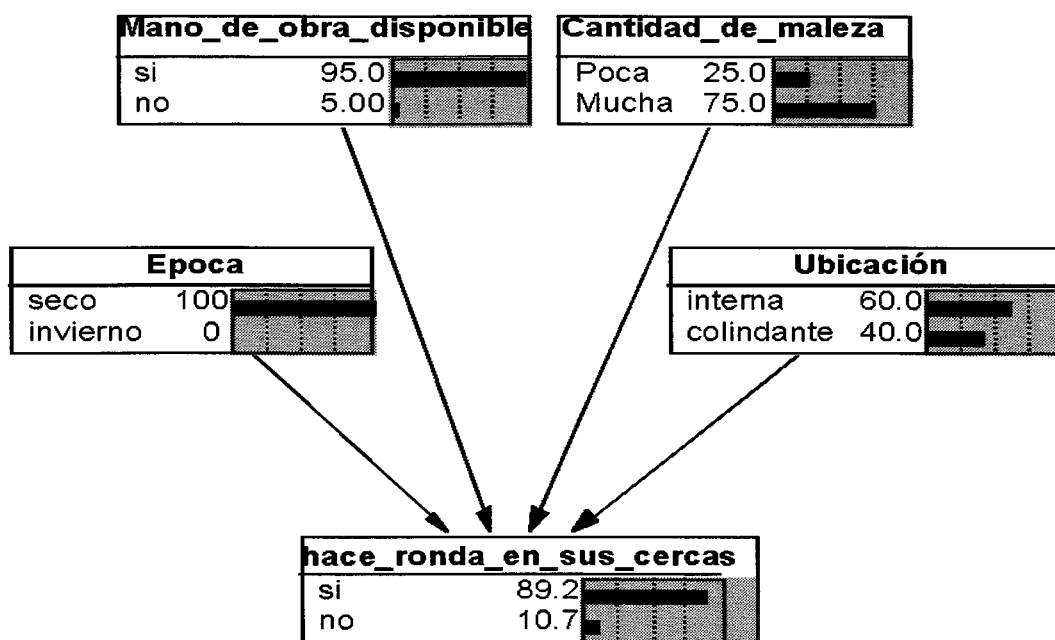 Mano_de_obra_disponible
si 95.0
no 5.00
Cantidad_de_maleza
Poca 25.0
Mucha 75.0
Epoca
seco 100
invierno 0
Ubicación
interna 60.0
colindante 40.0
hace_ronda_en_sus_cercas
si 89.2
no 10.7